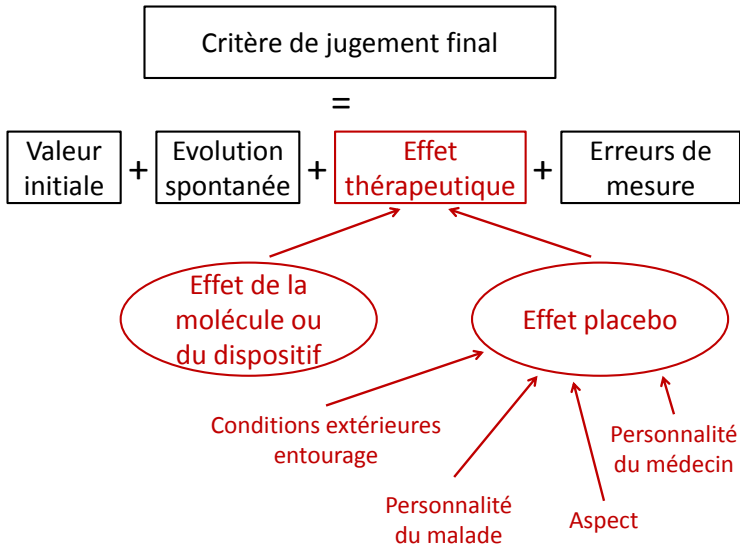 Critère de jugement final
=
Valeur
initiale
+
Evolution
spontanée
+
Effet
thérapeutique
+
Erreurs de
mesure
Effet de la
molécule ou
du dispositif
Effet placebo
Conditions extérieures
entourage
Personnalité
du malade
Aspect
Personnalité
du médecin